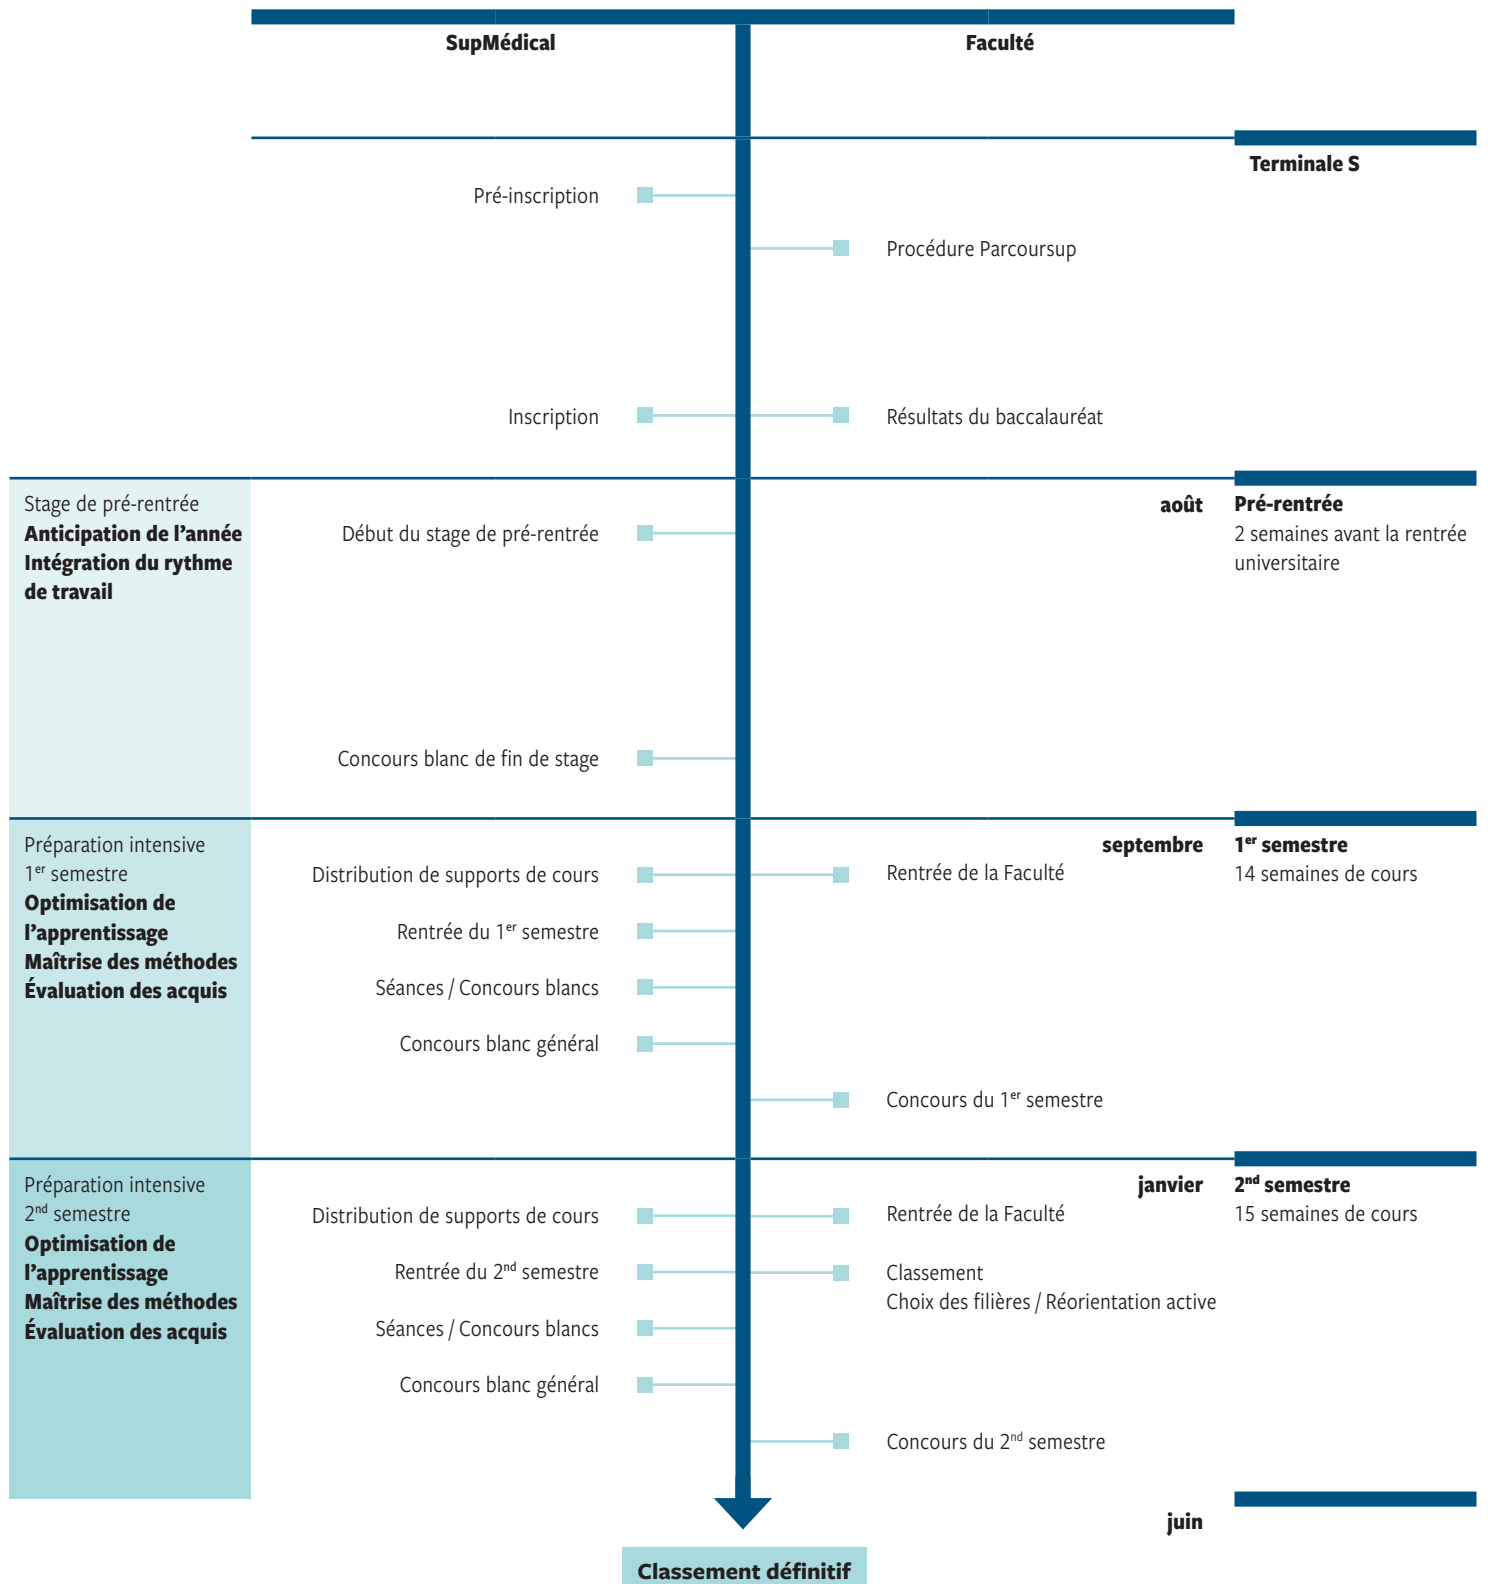 SupMédical
Faculté
Terminale S
Pré-inscription
Procédure Parcoursup
Inscription
Résultats du baccalauréat
Stage de pré-rentrée
Anticipation de l’année
Intégration du rythme
de travail
Début du stage de pré-rentrée
Concours blanc de fin de stage
août
Pré-rentrée
2 semaines avant la rentrée
universitaire
Préparation intensive
1er semestre
Optimisation de
l’apprentissage
Maîtrise des méthodes
Évaluation des acquis
Distribution de supports de cours
Rentrée du 1er semestre
Séances / Concours blancs
Concours blanc général
septembre
Rentrée de la Faculté
Concours du 1er semestre
1er semestre
14 semaines de cours
Préparation intensive
2nd semestre
Optimisation de
l’apprentissage
Maîtrise des méthodes
Évaluation des acquis
Distribution de supports de cours
Rentrée du 2nd semestre
Séances / Concours blancs
Concours blanc général
janvier
Rentrée de la Faculté
Classement
Choix des filières / Réorientation active
Concours du 2nd semestre
2nd semestre
15 semaines de cours
juin
Classement définitif